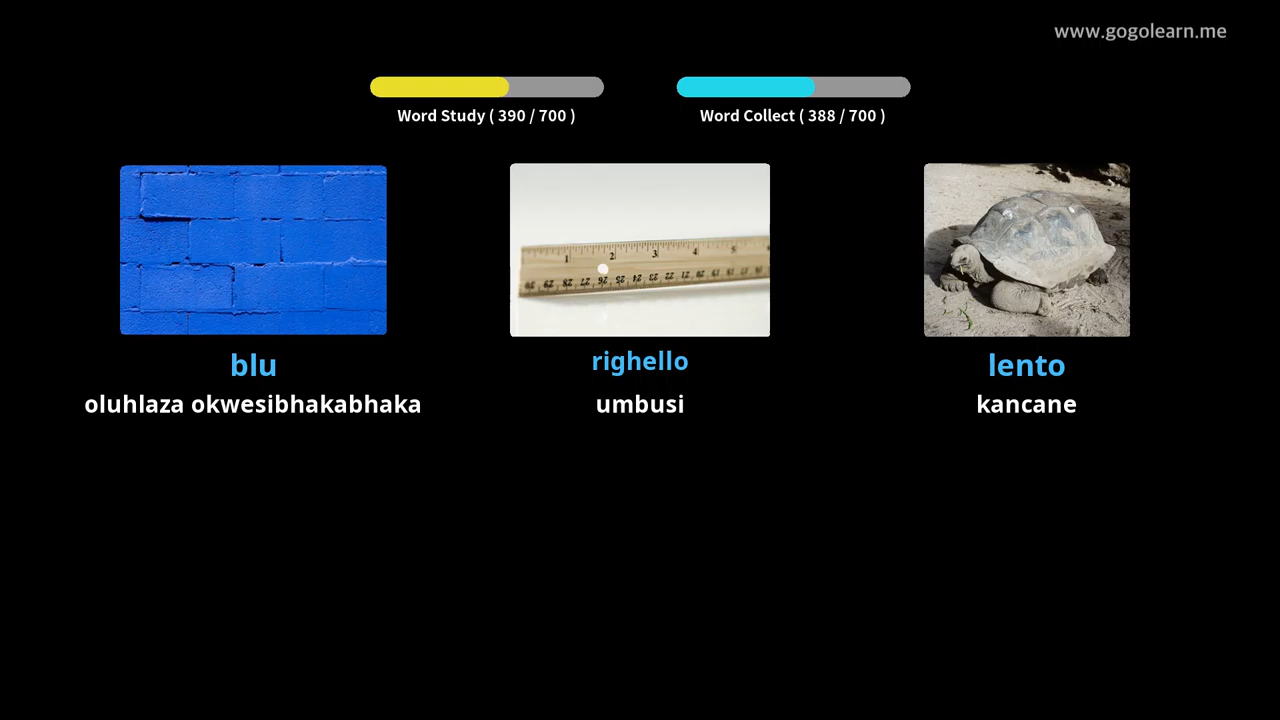 www.gogolearn.me
Word Study ( 390 / 700 )
Word Collect ( 388 / 700 )
blu
righello
lento
oluhlaza okwesibhakabhaka
umbusi
kancane